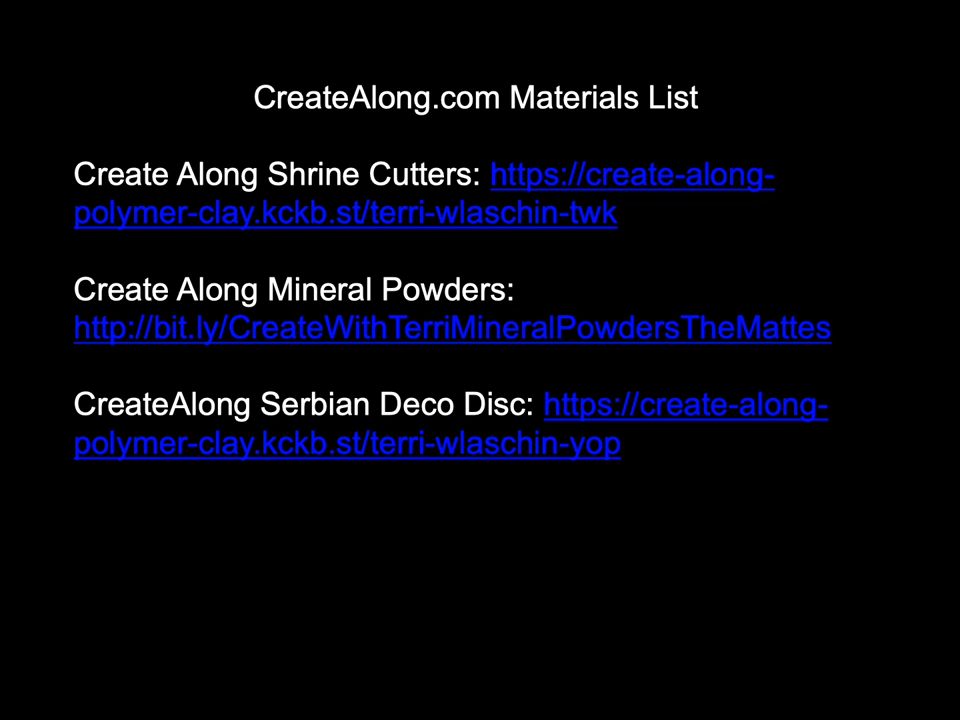 CreateAlong.com Materials List
Create Along Shrine Cutters: https://create-along-
polymer-clay.kckb.st/terri-wlaschin-twk
Create Along Mineral Powders:
http://bit.ly/CreateWithTerriMineralPowdersTheMattes
CreateAlong Serbian Deco Disc: https://create-along-
polymer-clay.kckb.st/terri-wlaschin-yop